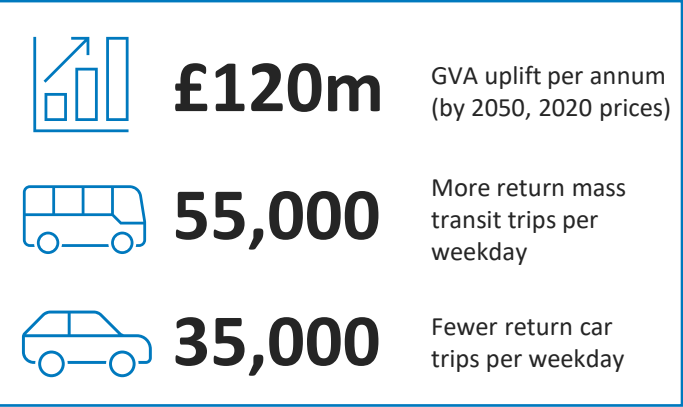 £120m
GVA uplift per annum
(by 2050, 2020 prices)
55,000
More return mass
transit trips per
weekday
35,000
Fewer return car
trips per weekday